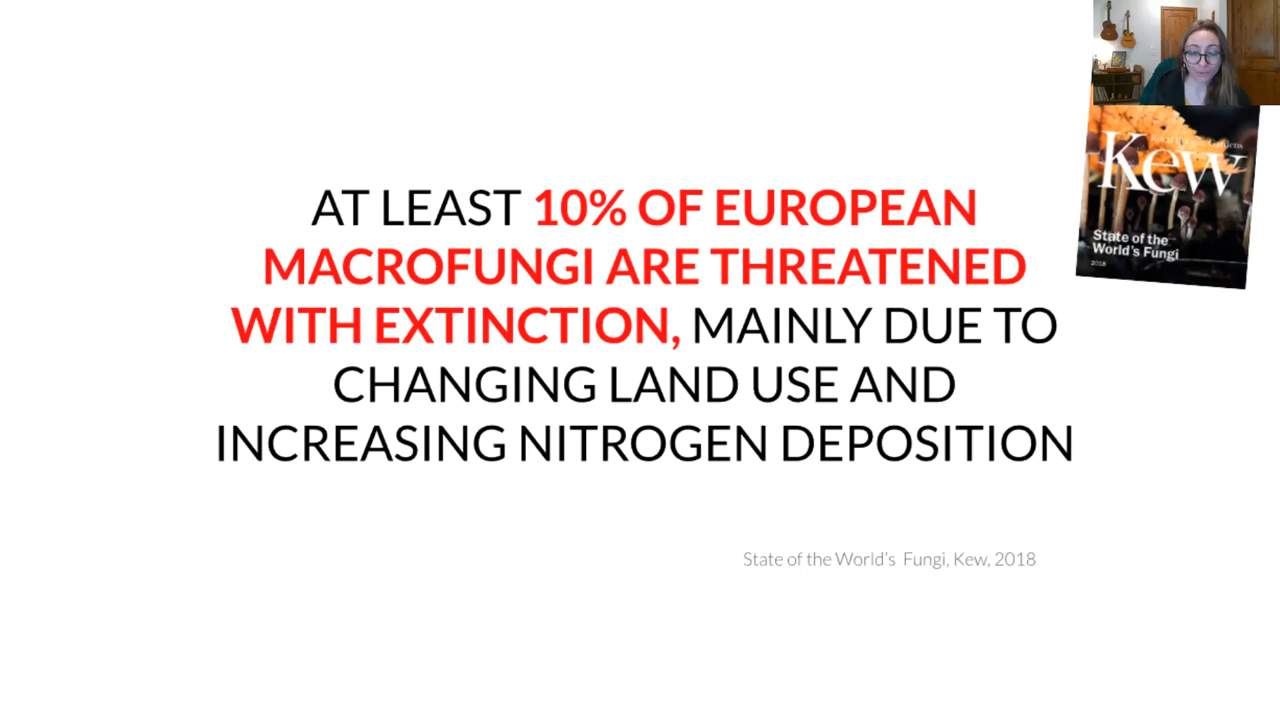 AT LEAST 10% OF EUROPEAN
MACROFUNGI ARE THREATENED
WITH EXTINCTION, MAINLY DUE TO
CHANGING LAND USE AND
INCREASING NITROGEN DEPOSITION
State of the World's Fungi, Kew, 2018
Kew
State of the
World's Fungi
2018